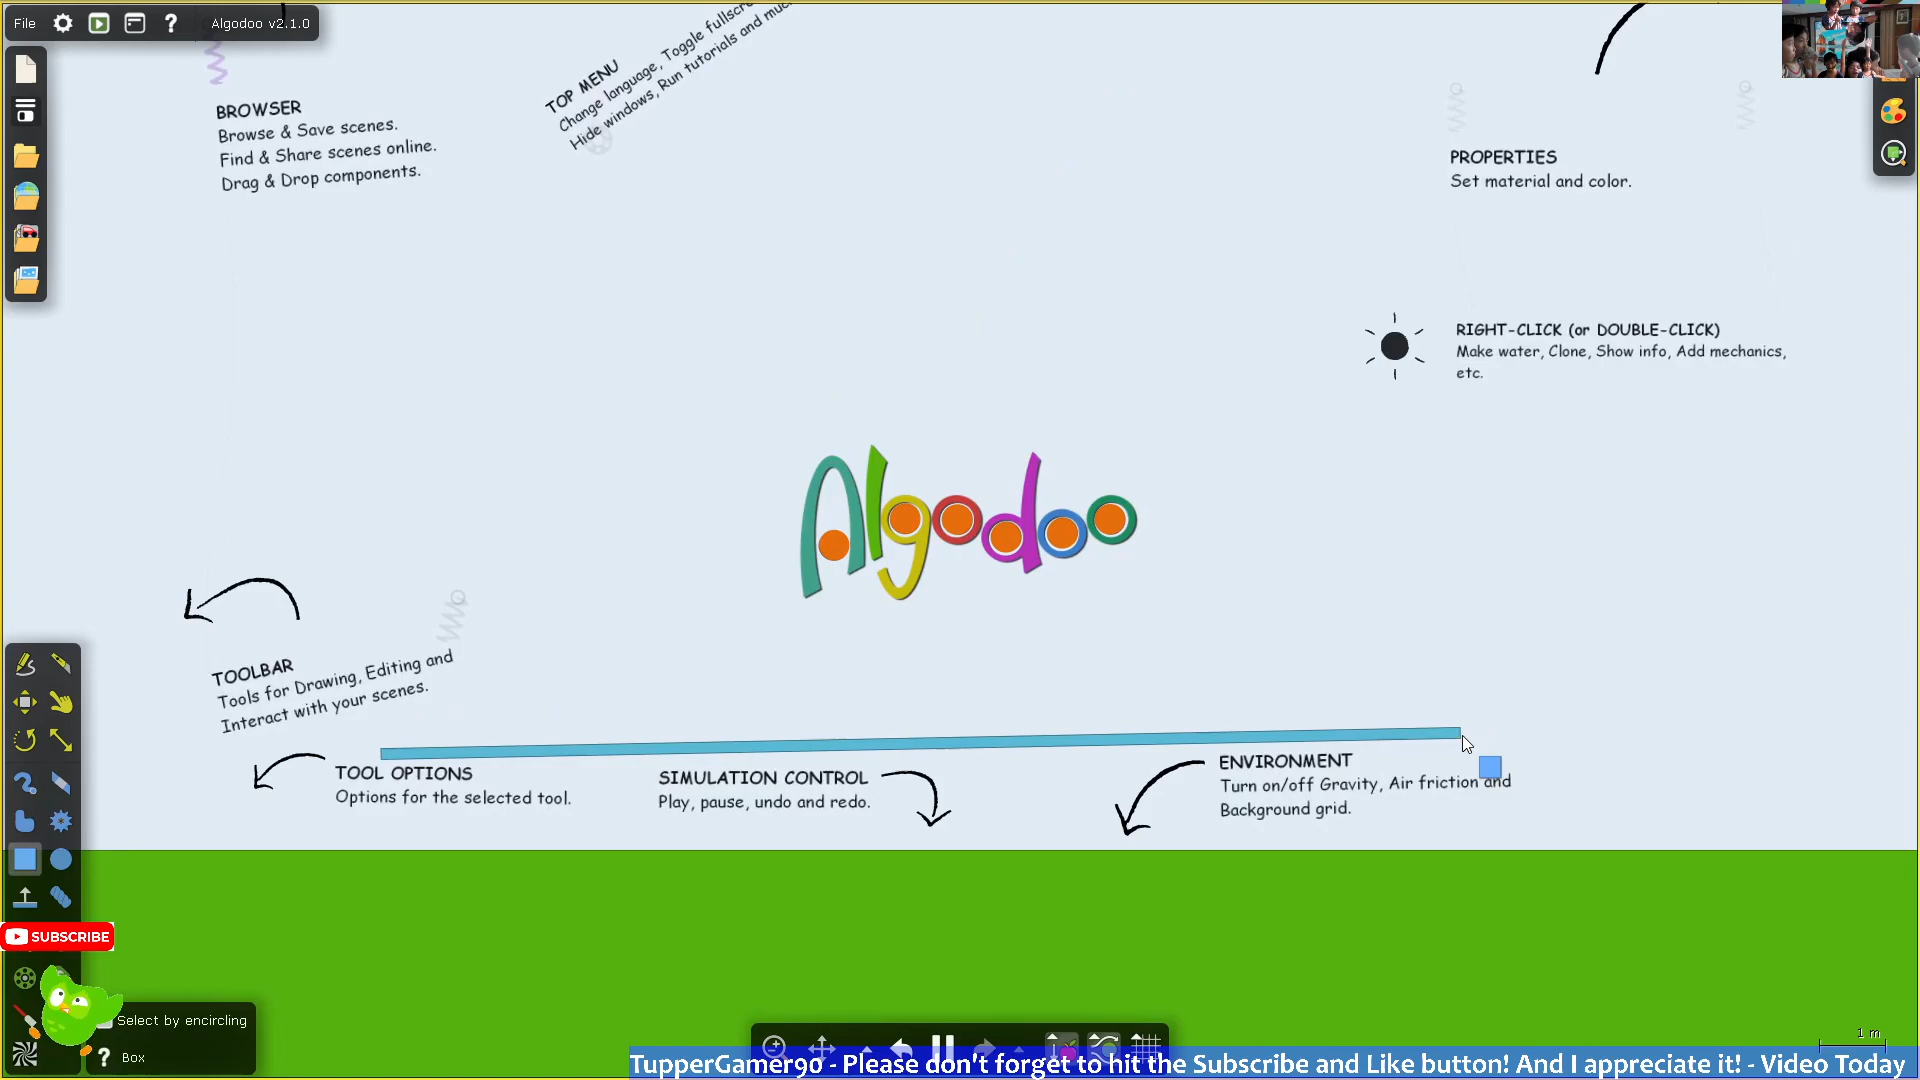 File
Algodoo v2.1.0
TOP MENU
Change language, Toggle fullscre
Hide windows, Run tutorials and muc
BROWSER
Browse & Save scenes.
Find & Share scenes online.
Drag & Drop components.
PROPERTIES
Set material and color.
RIGHT-CLICK (or DOUBLE-CLICK)
Make water, Clone, Show info, Add mechanics,
etc.
Algodoo
TOOLBAR
Tools for Drawing, Editing and
Interact with your scenes.
TOOL OPTIONS
Options for the selected tool.
SIMULATION CONTROL
Play, pause, undo and redo.
ENVIRONMENT
Turn on/off Gravity, Air friction and
Background grid.
SUBSCRIBE
Select by encircling
? Box
1 m
TupperGamer90 - Please don't forget to hit the Subscribe and Like button! And I appreciate it! - Video Today